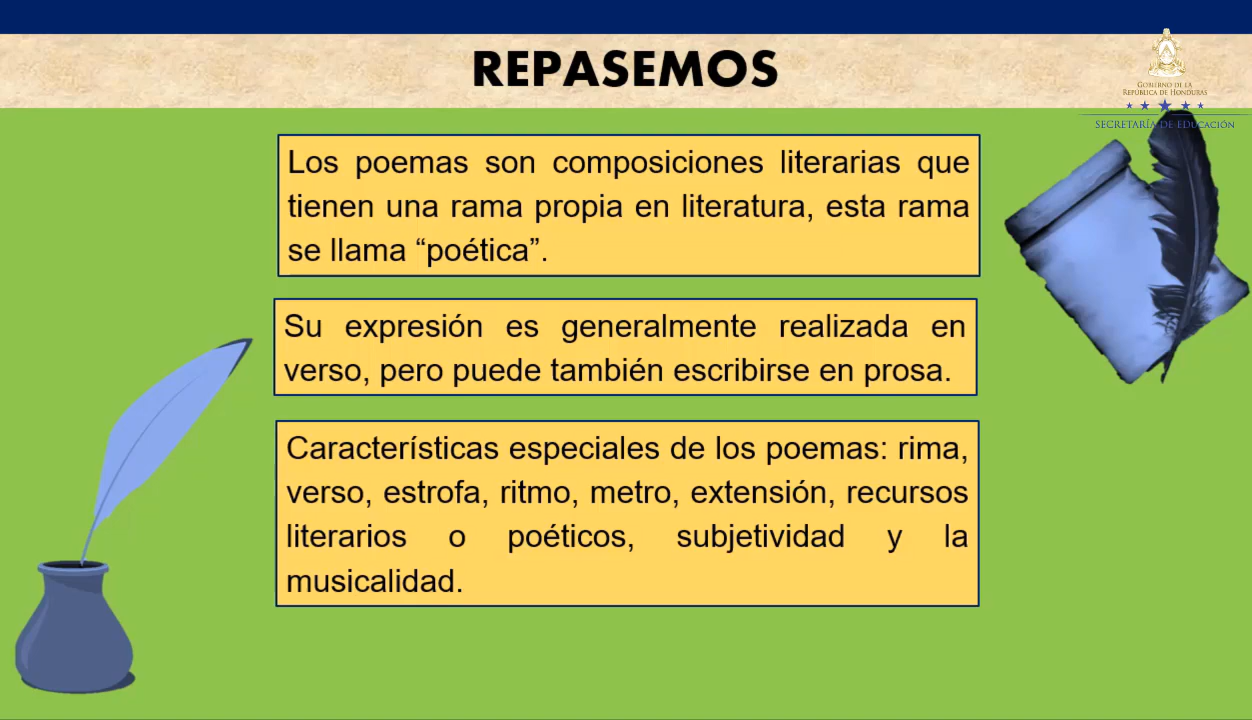 REPASEMOS
GOBIERNO DE LA
REPÚBLICA DE HONDURAS
SECRETARÍA DE EDUCACIÓN
Los poemas son composiciones literarias que
tienen una rama propia en literatura, esta rama
se llama “poética”.
Su expresión es generalmente realizada en
verso, pero puede también escribirse en prosa.
Características especiales de los poemas: rima,
verso, estrofa, ritmo, metro, extensión, recursos
literarios o poéticos, subjetividad y la
musicalidad.